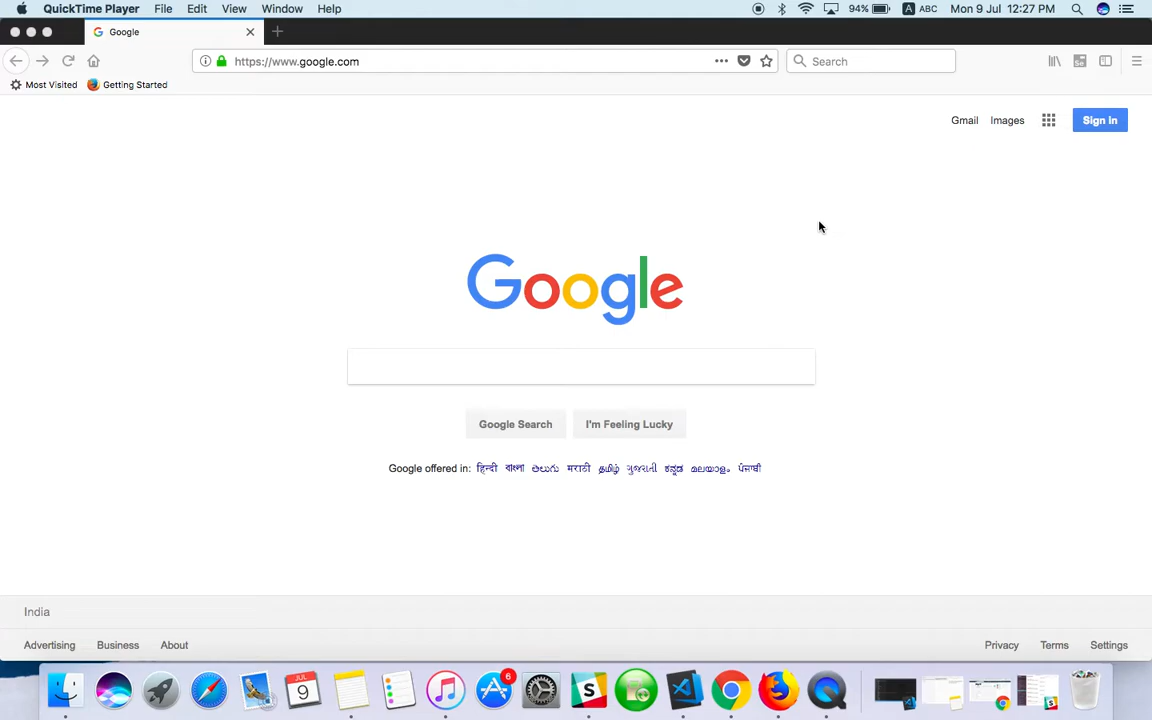 QuickTime Player File Edit View Window Help 94% A ABC Mon 9 Jul 12:27 PM
Google
https://www.google.com Search
Most Visited Getting Started
Gmail Images Sign in
Google
Google Search I'm Feeling Lucky
Google offered in: हिन्दी বাংলা తెలుగు मराठी தமிழ் ગુજરાતી ಕನ್ನಡ മലയാളം ਪੰਜਾਬੀ
India
Advertising Business About Privacy Terms Settings
9
6